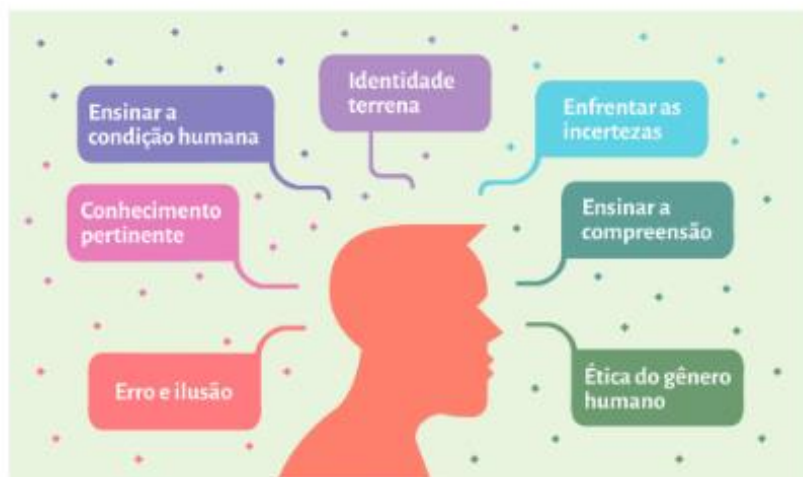 Identidade
terrena
Ensinar a
condição humana
Enfrentar as
incertezas
Conhecimento
pertinente
Ensinar a
compreensão
Erro e ilusão
Ética do gênero
humano